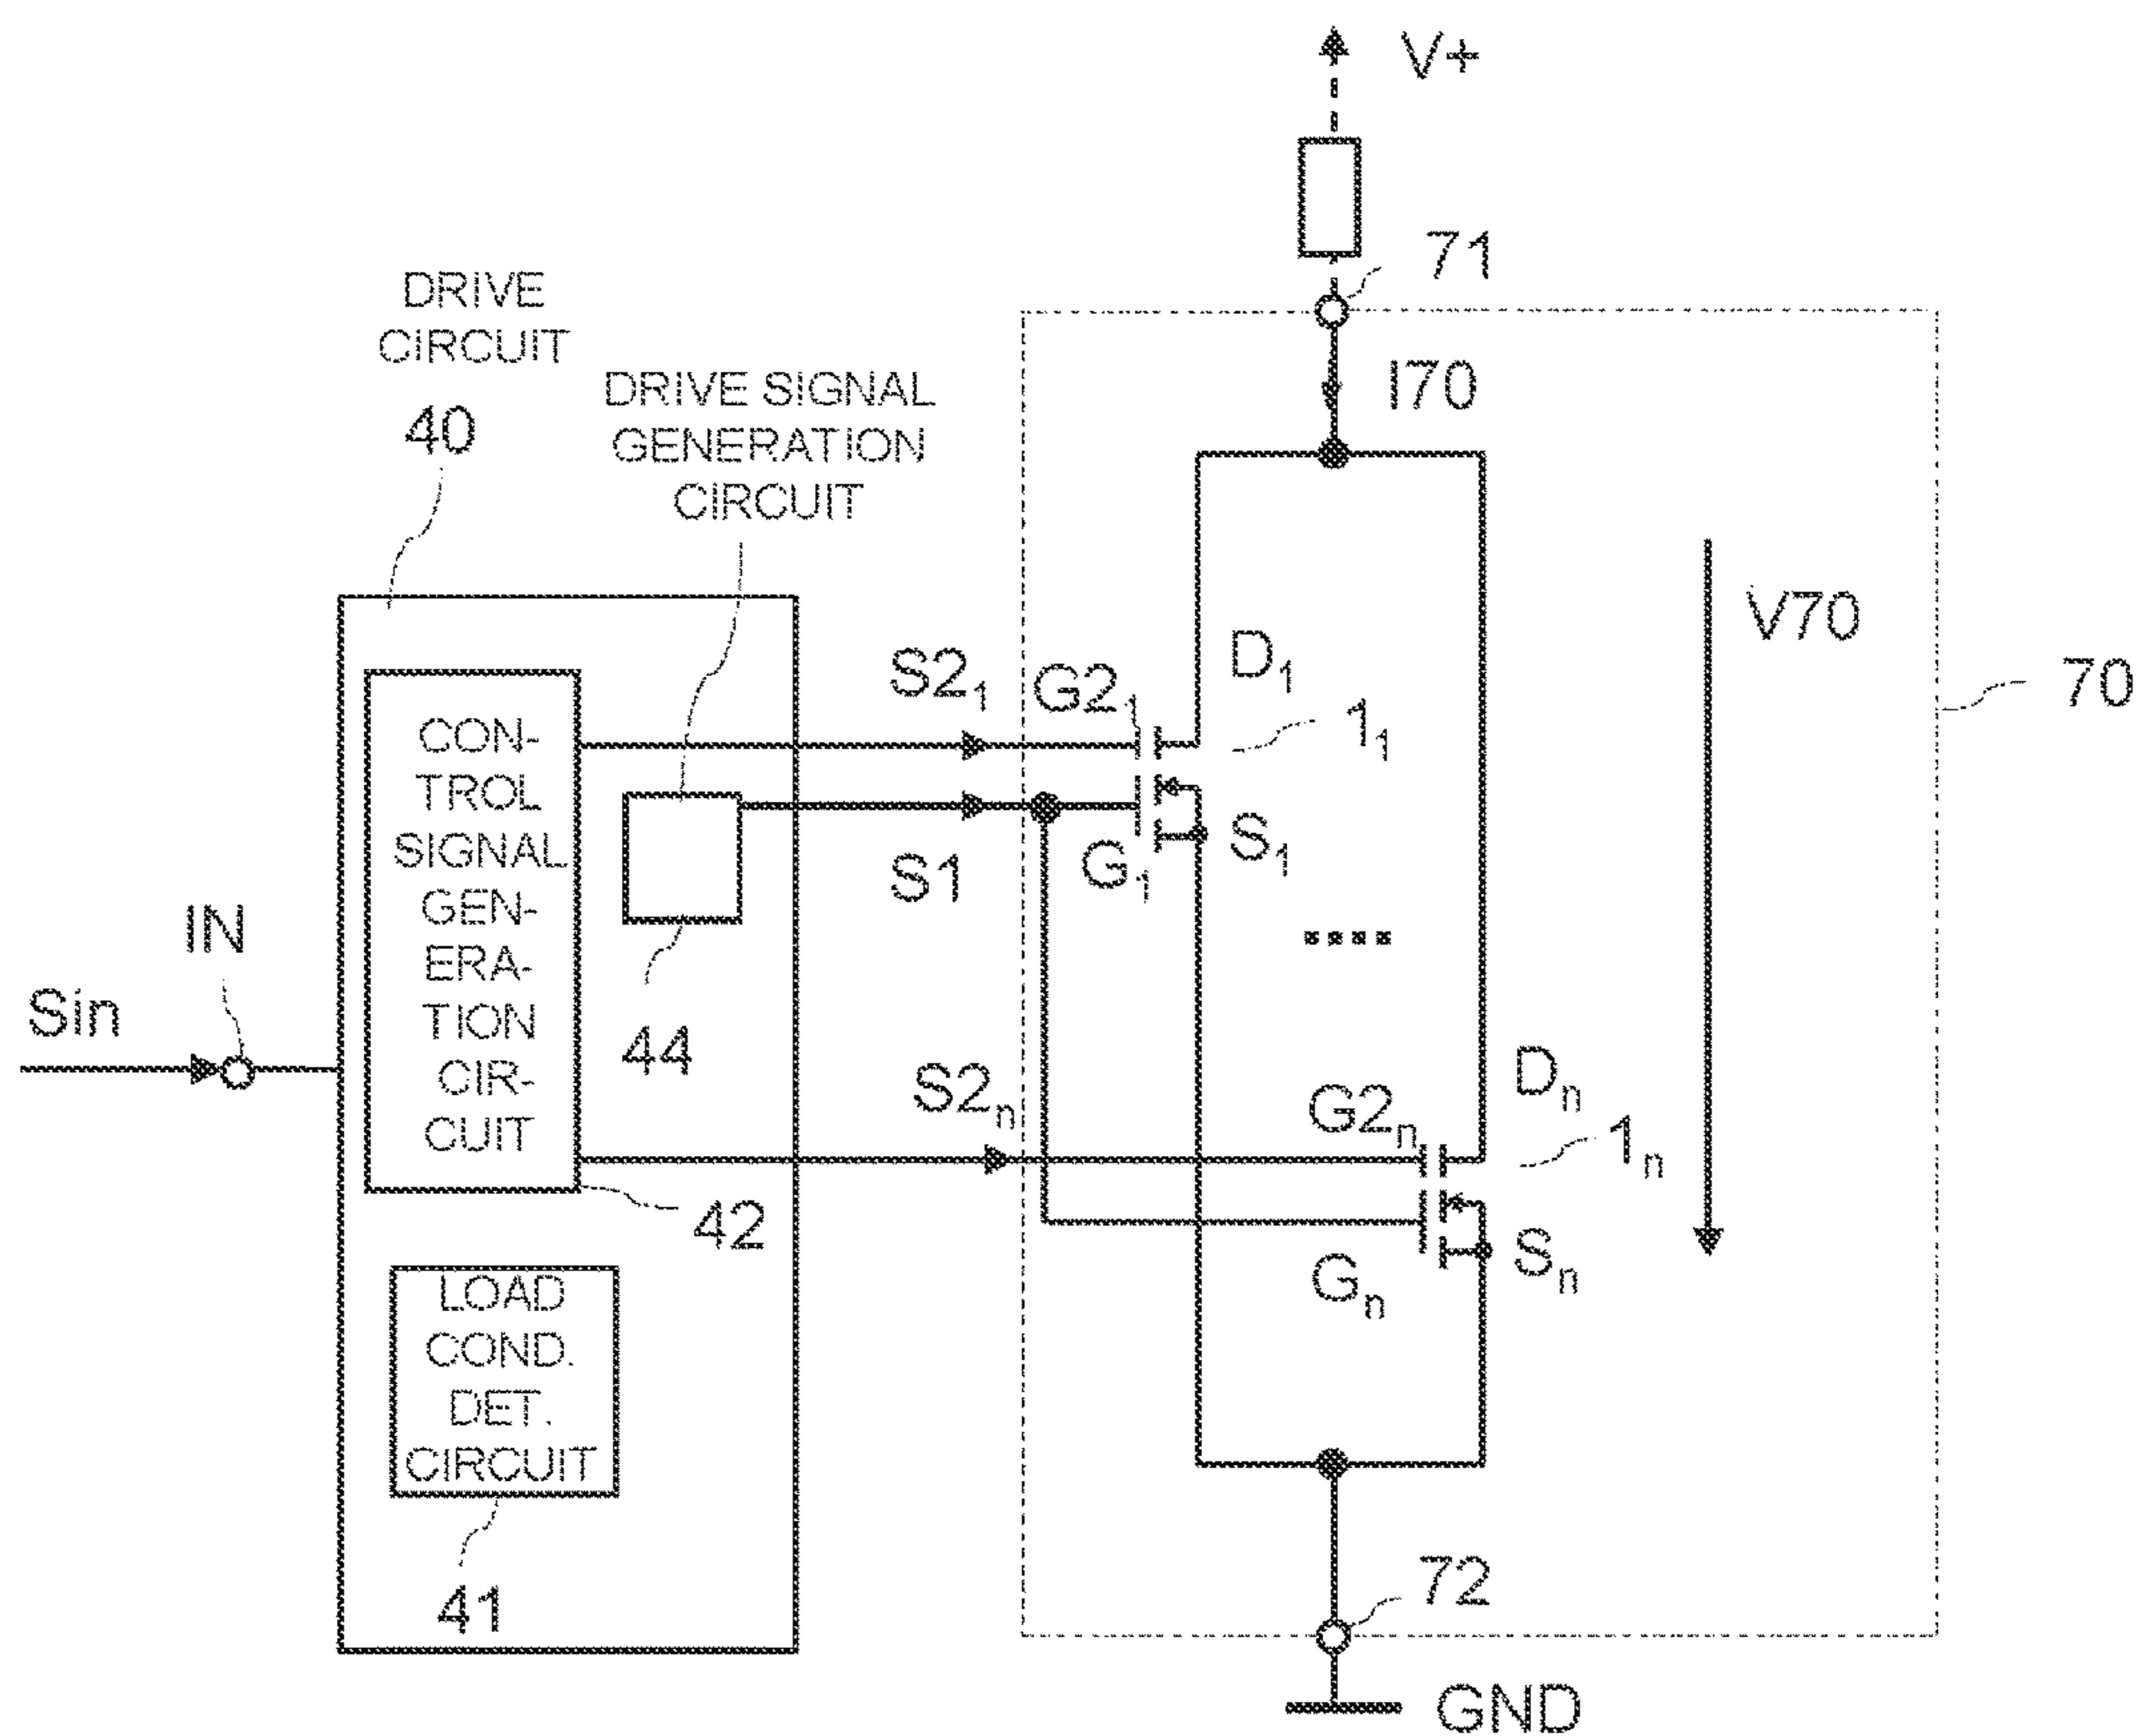 V+
71
DRIVE
CIRCUIT
40
DRIVE SIGNAL
GENERATION
CIRCUIT
I70
V70
70
S2₁
G2₁
D₁
1₁
S1
G₁
S₁
CON-
TROL
SIGNAL
GEN-
ERA-
TION
CIR-
CUIT
IN
Sin
44
S2ₙ
G2ₙ
Dₙ
1ₙ
42
Gₙ
Sₙ
LOAD
COND.
DET.
CIRCUIT
41
72
GND